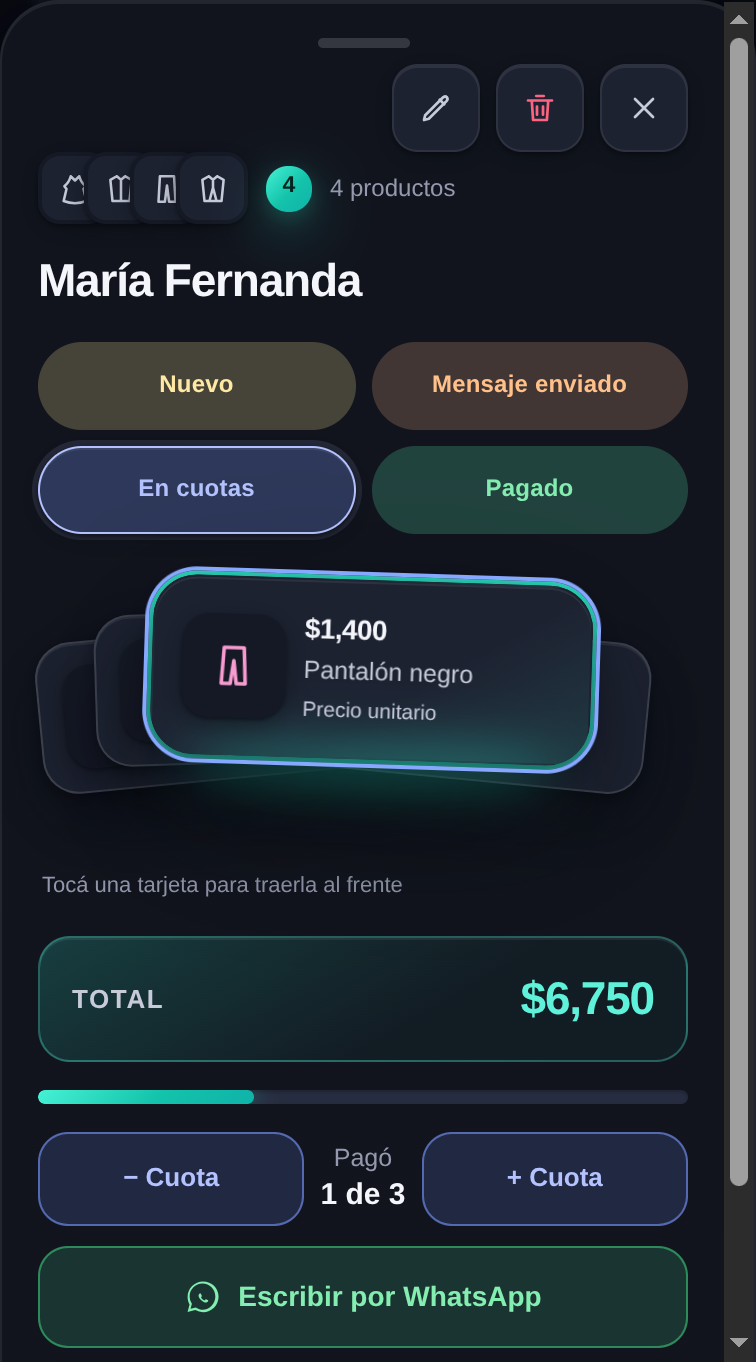 4
4 productos
María Fernanda
Nuevo
Mensaje enviado
En cuotas
Pagado
$1,400
Pantalón negro
Precio unitario
Tocá una tarjeta para traerla al frente
TOTAL
$6,750
− Cuota
Pagó
1 de 3
+ Cuota
Escribir por WhatsApp